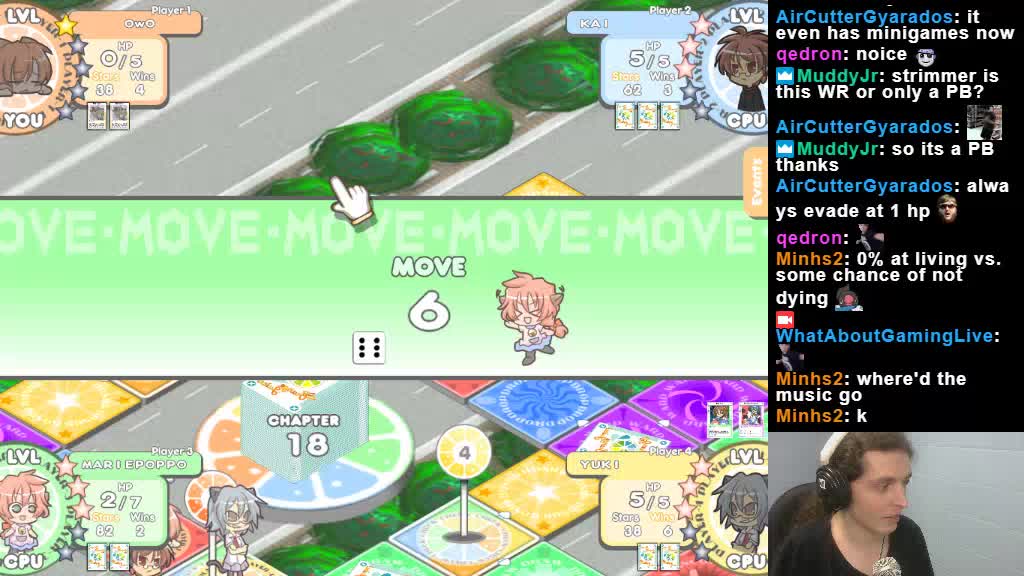 LVL
Player 1
OwO
HP
0/5
Stars
Wins
38
4
YOU
Player 2
KAI
LVL
HP
5/5
Stars
Wins
62
3
CPU
Events
OVE·MOVE·MOVE·MOVE·MOVE
MOVE
6
CHAPTER
18
4
LVL
Player 3
MARIEPOPPO
HP
2/7
Stars
Wins
82
2
CPU
Player 4
YUKI
LVL
HP
5/5
Stars
Wins
38
6
CPU
AirCutterGyarados: it
even has minigames now
qedron: noice
MuddyJr: strimmer is
this WR or only a PB?
AirCutterGyarados:
MuddyJr: so its a PB
thanks
AirCutterGyarados: alwa
ys evade at 1 hp
qedron:
Minhs2: 0% at living vs.
some chance of not
dying
WhatAboutGamingLive:
Minhs2: where'd the
music go
Minhs2: k